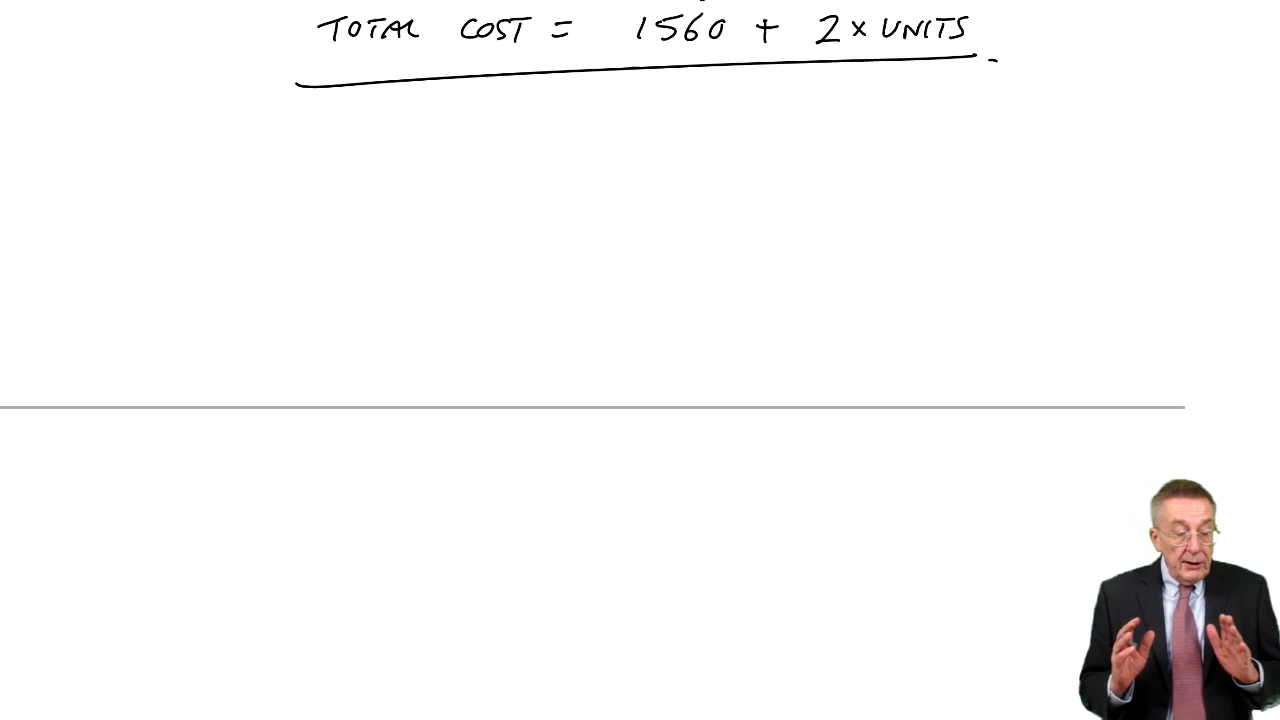 TOTAL COST = 1560 + 2 × UNITS